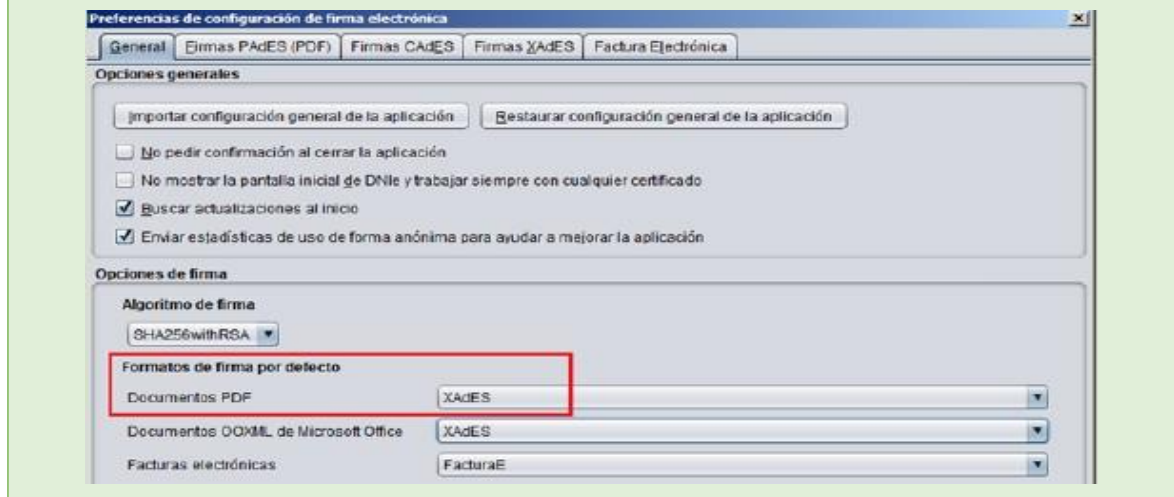 Preferencias de configuración de firma electrónica
General Firmas PAdES (PDF) Firmas CAdES Firmas XAdES Factura Electrónica
Opciones generales
Importar configuración general de la aplicación Restaurar configuración general de la aplicación
No pedir confirmación al cerrar la aplicación
No mostrar la pantalla inicial de DNIe y trabajar siempre con cualquier certificado
Buscar actualizaciones al inicio
Enviar estadísticas de uso de forma anónima para ayudar a mejorar la aplicación
Opciones de firma
Algoritmo de firma
SHA256withRSA
Formatos de firma por defecto
Documentos PDF XAdES
Documentos OOXML de Microsoft Office XAdES
Facturas electrónicas FacturaE